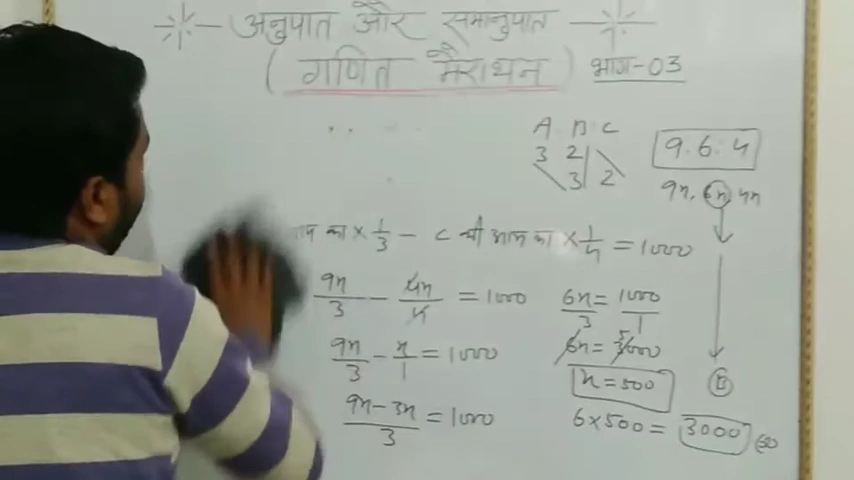 अनुपात और समानुपात
( गणित मैराथन ) भाग-03
A B C
3 2
3 2
9. 6. 4
9n. 6n 4n
का × 1/3 - C की आय का × 1/4 = 1000
9n/3 - 4n/4 = 1000
6n/3 = 1000/1
9n/3 - n/1 = 1000
6n = 3000 5
n = 500
B
9n-3n/3 = 1000
6×500 = 3000